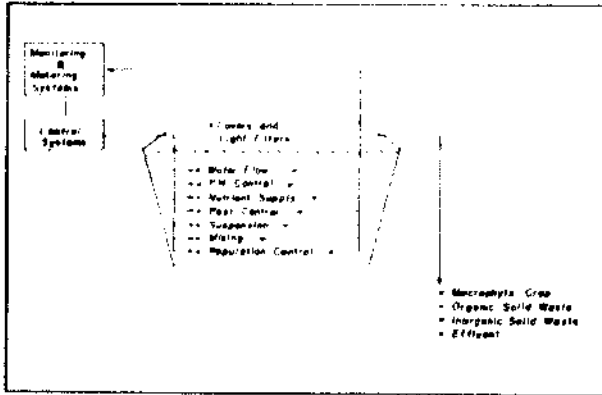 Monitoring
&
Metering
Systems
Control
Systems
Covers and
Light Filters
Water Flow
PH Control
Nutrient Supply
Pest Control
Suspension
Mixing
Population Control
Macrophyte Crop
Organic Solid Waste
Inorganic Solid Waste
Effluent